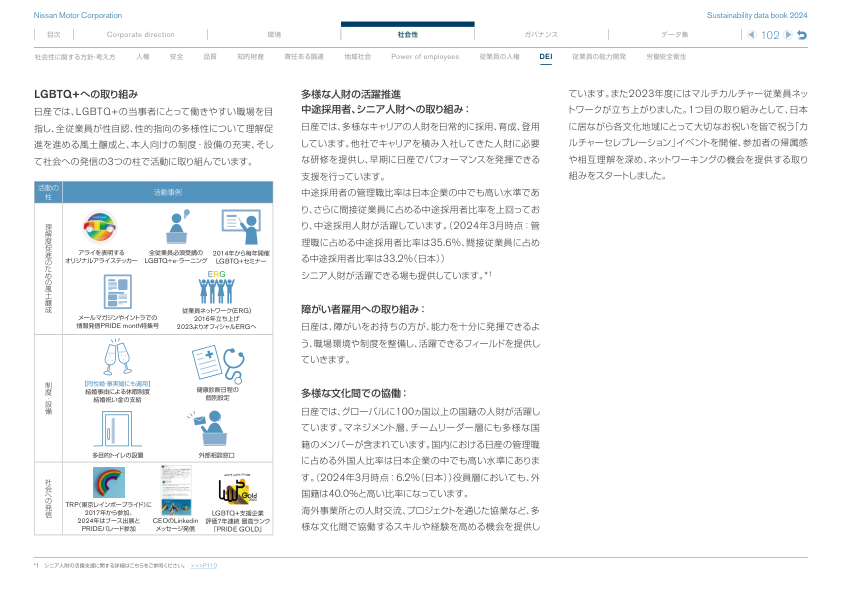 Nissan Motor Corporation
Sustainability data book 2024
目次
Corporate direction
環境
社会性
ガバナンス
データ集
102
社会性に関する方針・考え方
人権
安全
品質
知的財産
責任ある調達
地域社会
Power of employees
従業員の人権
DEI
従業員の能力開発
労働安全衛生
LGBTQ+への取り組み
日産では、LGBTQ+の当事者にとって働きやすい職場を目
指し、全従業員が性自認、性的指向の多様性について理解促
進を進める風土醸成と、本人向けの制度・設備の充実、そし
て社会への発信の3つの柱で活動に取り組んでいます。
活動の
柱
活動事例
理解度促進のための風土醸成
アライを表明する
オリジナルアライステッカー
全従業員必須受講の
LGBTQ+e-ラーニング
2014年から毎年開催
LGBTQ+セミナー
メールマガジンやイントラでの
情報発信PRIDE month特集号
ERG
従業員ネットワーク(ERG)
2016年立ち上げ
2023よりオフィシャルERGへ
制度・設備
【同性婚・事実婚にも適用】
結婚事由による休暇制度
結婚祝い金の支給
健康診断日程の
個別設定
多目的トイレの設置
外部相談窓口
社会への発信
TRP(東京レインボープライド)に
2017年から参加、
2024年はブース出展と
PRIDEパレード参加
CEOのLinkedin
メッセージ発信
work with Pride
Gold
LGBTQ+支援企業
評価7年連続 最高ランク
「PRIDE GOLD」
多様な人財の活躍推進
中途採用者、シニア人財への取り組み：
日産では、多様なキャリアの人財を日常的に採用、育成、登用
しています。他社でキャリアを積み入社してきた人財に必要
な研修を提供し、早期に日産でパフォーマンスを発揮できる
支援を行っています。
中途採用者の管理職比率は日本企業の中でも高い水準であ
り、さらに間接従業員に占める中途採用者比率を上回ってお
り、中途採用人財が活躍しています。（2024年3月時点：管
理職に占める中途採用者比率は35.6%、間接従業員に占め
る中途採用者比率は33.2%（日本））
シニア人財が活躍できる場も提供しています。*1
障がい者雇用への取り組み：
日産は、障がいをお持ちの方が、能力を十分に発揮できるよ
う、職場環境や制度を整備し、活躍できるフィールドを提供し
ていきます。
多様な文化間での協働：
日産では、グローバルに100ヵ国以上の国籍の人財が活躍し
ています。マネジメント層、チームリーダー層にも多様な国
籍のメンバーが含まれています。国内における日産の管理職
に占める外国人比率は日本企業の中でも高い水準にありま
す。（2024年3月時点：6.2%（日本））役員層においても、外
国籍は40.0%と高い比率になっています。
海外事業所との人財交流、プロジェクトを通じた協業など、多
様な文化間で協働するスキルや経験を高める機会を提供し
ています。また2023年度にはマルチカルチャー従業員ネッ
トワークが立ち上がりました。1つ目の取り組みとして、日本
に居ながら各文化地域にとって大切なお祝いを皆で祝う「カ
ルチャーセレブレーション」イベントを開催、参加者の帰属感
や相互理解を深め、ネットワーキングの機会を提供する取り
組みをスタートしました。
*1 シニア人財の活躍支援に関する詳細はこちらをご参照ください。 >>>P110